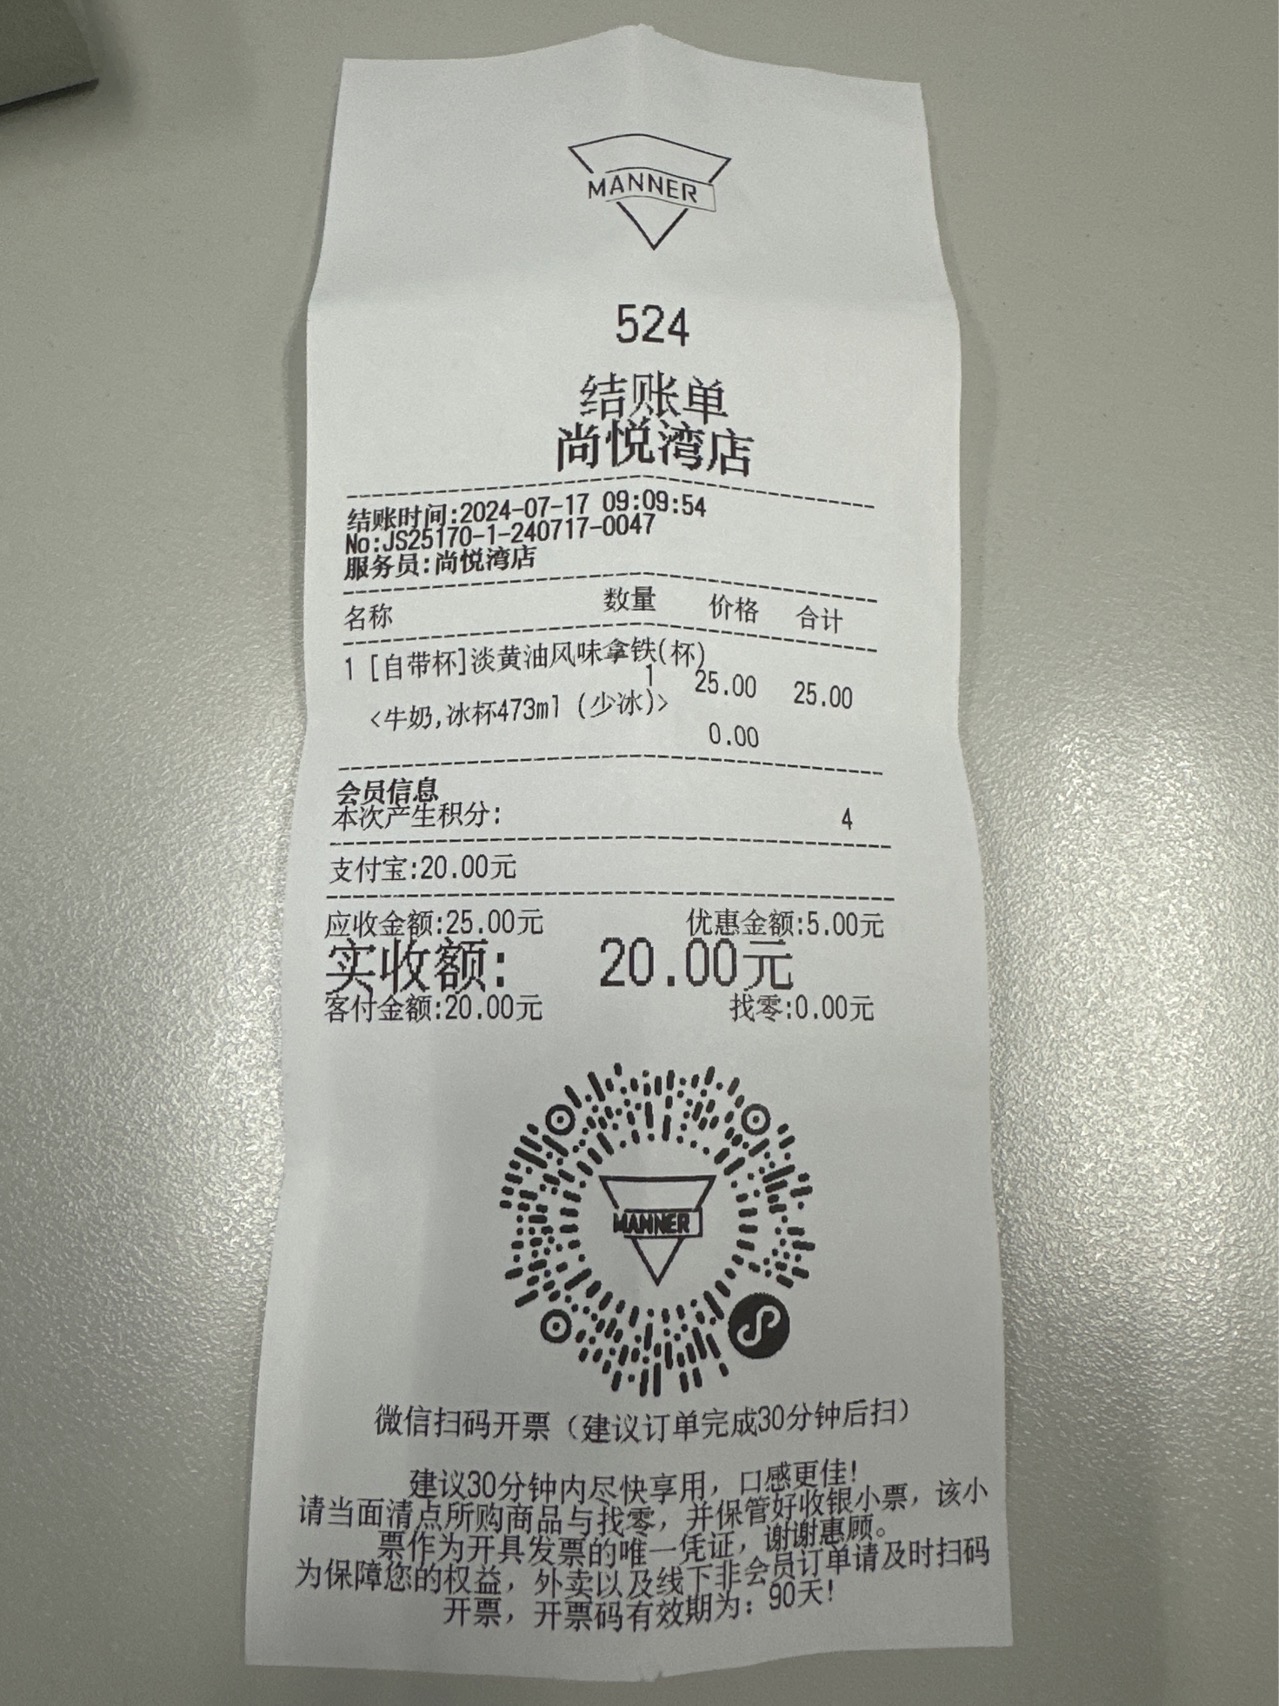 MANNER
524
结账单
尚悦湾店
结账时间:2024-07-17 09:09:54
No:JS25170-1-240717-0047
服务员:尚悦湾店
名称 数量 价格 合计
1 [自带杯]淡黄油风味拿铁(杯)
1 25.00 25.00
<牛奶,冰杯473ml (少冰)>
0.00
会员信息
本次产生积分: 4
支付宝:20.00元
应收金额:25.00元 优惠金额:5.00元
实收额: 20.00元
客付金额:20.00元 找零:0.00元
MANNER
微信扫码开票（建议订单完成30分钟后扫）
建议30分钟内尽快享用，口感更佳！
请当面清点所购商品与找零，并保管好收银小票，该小
票作为开具发票的唯一凭证，谢谢惠顾。
为保障您的权益，外卖以及线下非会员订单请及时扫码
开票，开票码有效期为：90天！